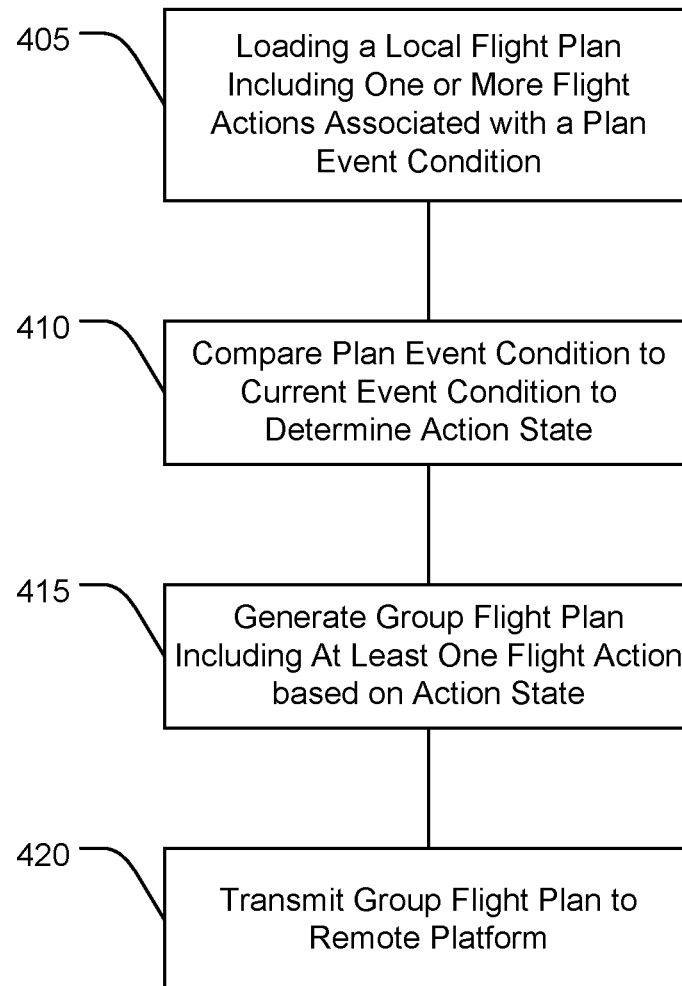 405
Loading a Local Flight Plan
Including One or More Flight
Actions Associated with a Plan
Event Condition
410
Compare Plan Event Condition to
Current Event Condition to
Determine Action State
415
Generate Group Flight Plan
Including At Least One Flight Action
based on Action State
420
Transmit Group Flight Plan to
Remote Platform